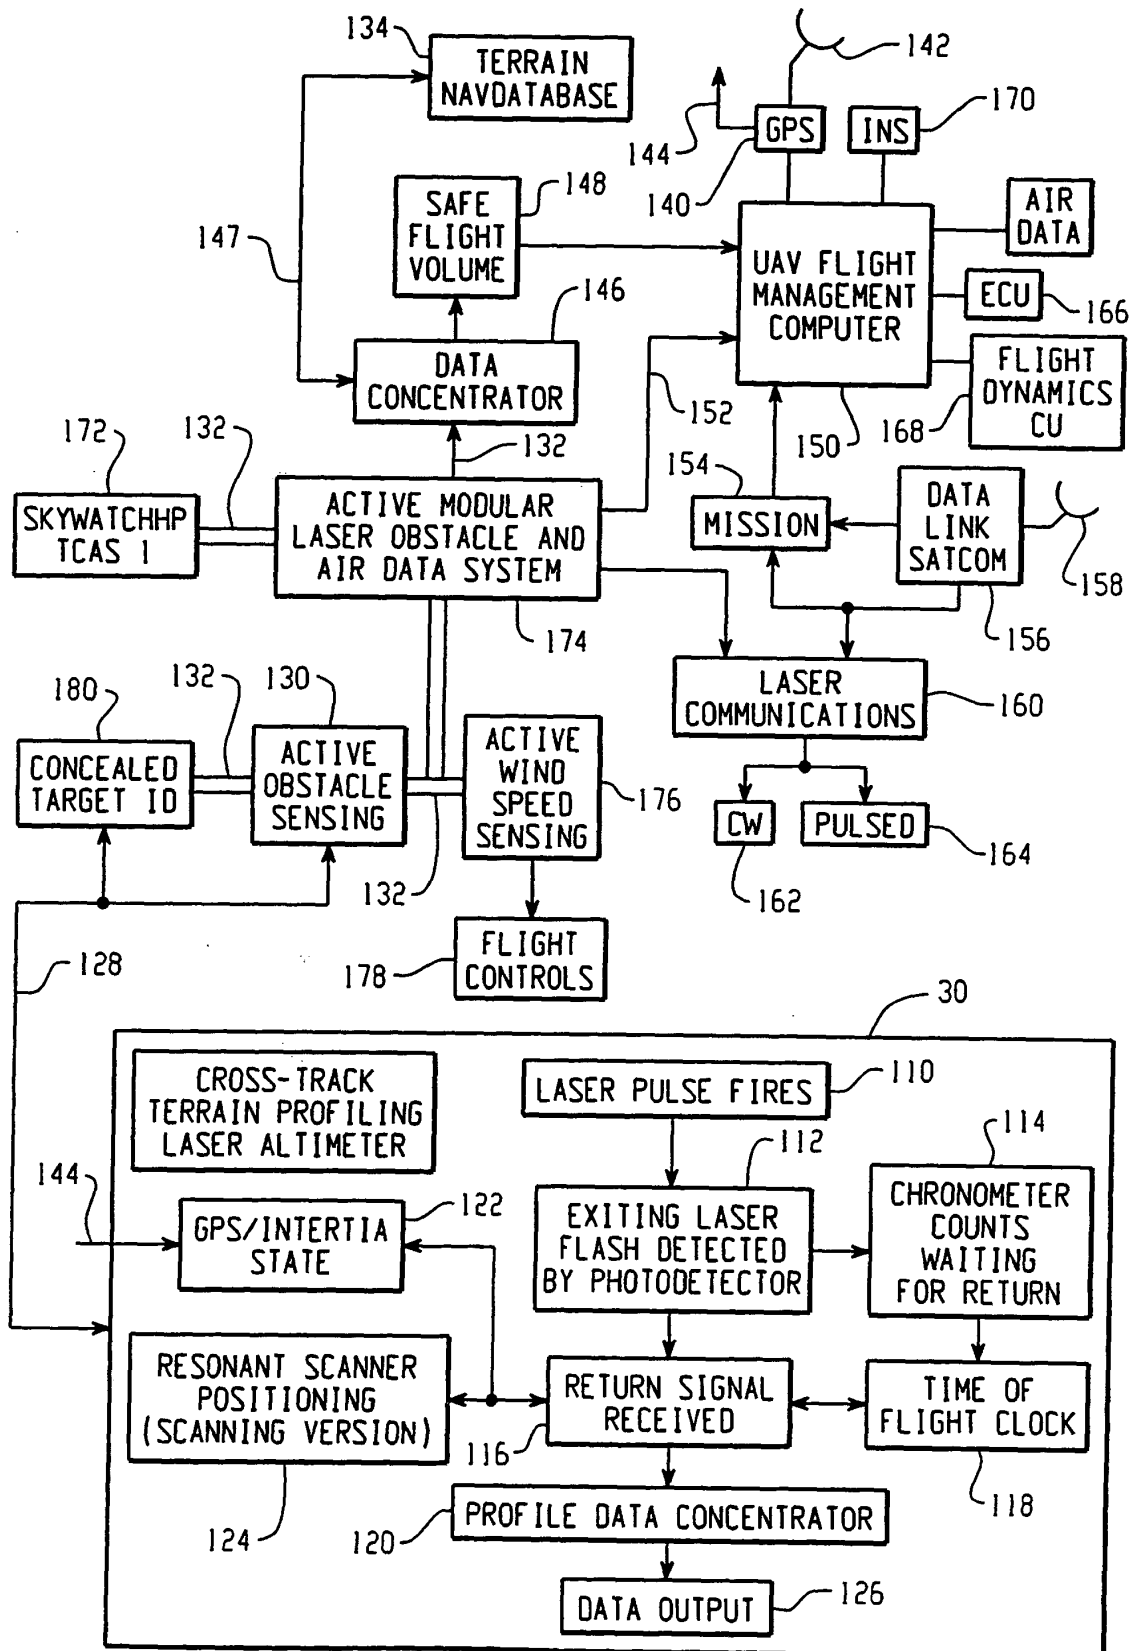 134
TERRAIN
NAVDATABASE
142
144
GPS
INS
170
140
148
SAFE
FLIGHT
VOLUME
AIR
DATA
147
UAV FLIGHT
MANAGEMENT
COMPUTER
146
ECU
166
DATA
CONCENTRATOR
152
150
168
FLIGHT
DYNAMICS
CU
172
132
132
154
SKYWATCHHP
TCAS I
ACTIVE MODULAR
LASER OBSTACLE AND
AIR DATA SYSTEM
MISSION
DATA
LINK
SATCOM
158
174
156
180
132
130
LASER
COMMUNICATIONS
160
CONCEALED
TARGET ID
ACTIVE
OBSTACLE
SENSING
ACTIVE
WIND
SPEED
SENSING
176
CW
PULSED
164
132
162
128
178
FLIGHT
CONTROLS
30
CROSS-TRACK
TERRAIN PROFILING
LASER ALTIMETER
LASER PULSE FIRES
110
112
114
144
122
GPS/INTERTIA
STATE
EXITING LASER
FLASH DETECTED
BY PHOTODETECTOR
CHRONOMETER
COUNTS
WAITING
FOR RETURN
RESONANT SCANNER
POSITIONING
(SCANNING VERSION)
RETURN SIGNAL
RECEIVED
TIME OF
FLIGHT CLOCK
116
118
124
120
PROFILE DATA CONCENTRATOR
DATA OUTPUT
126